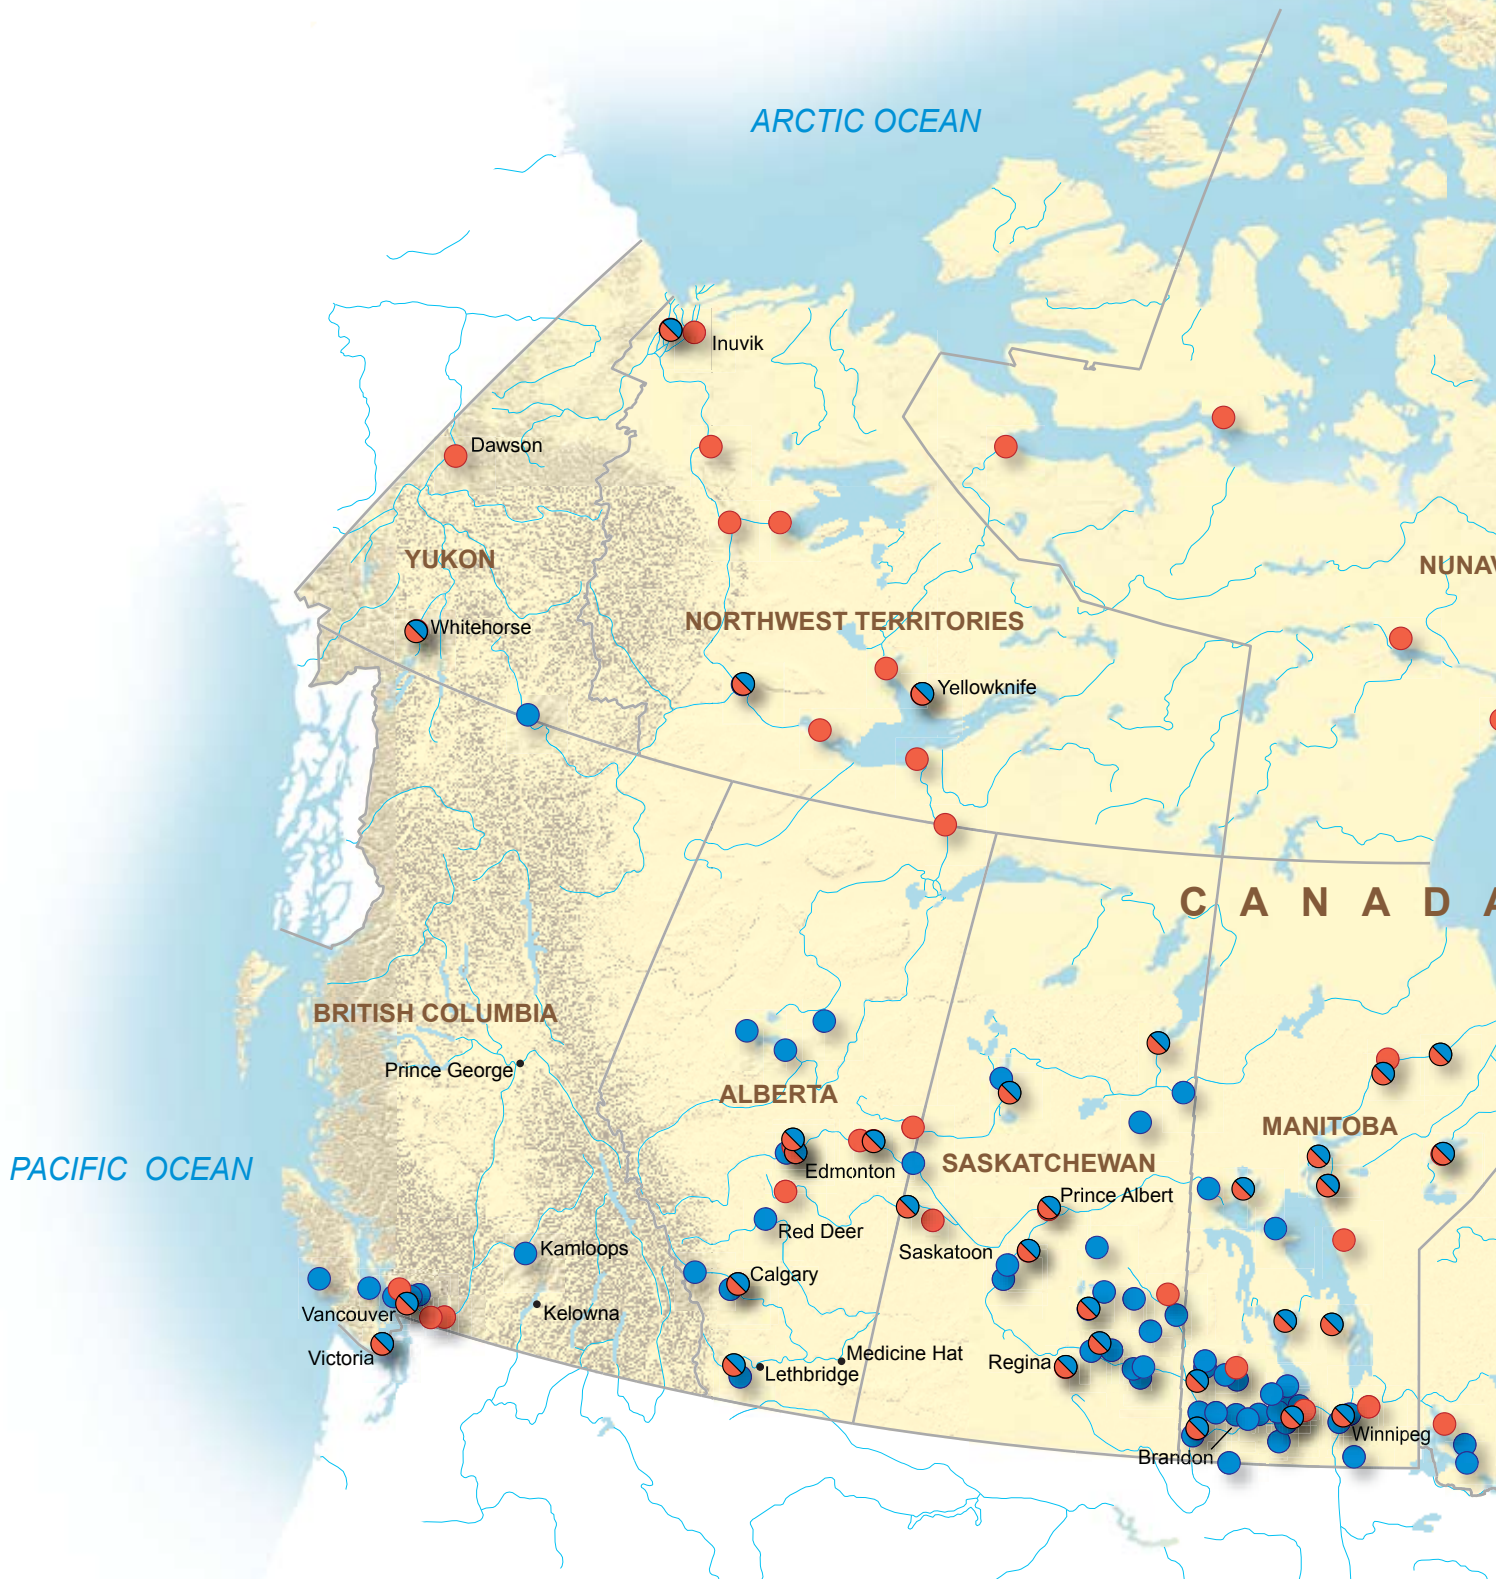 ARCTIC OCEAN
Inuvik
Dawson
YUKON
NUNAV
NORTHWEST TERRITORIES
Whitehorse
Yellowknife
C A N A D A
BRITISH COLUMBIA
Prince George
ALBERTA
MANITOBA
PACIFIC OCEAN
Edmonton
SASKATCHEWAN
Prince Albert
Red Deer
Saskatoon
Kamloops
Calgary
Vancouver
Kelowna
Victoria
Medicine Hat
Lethbridge
Regina
Winnipeg
Brandon